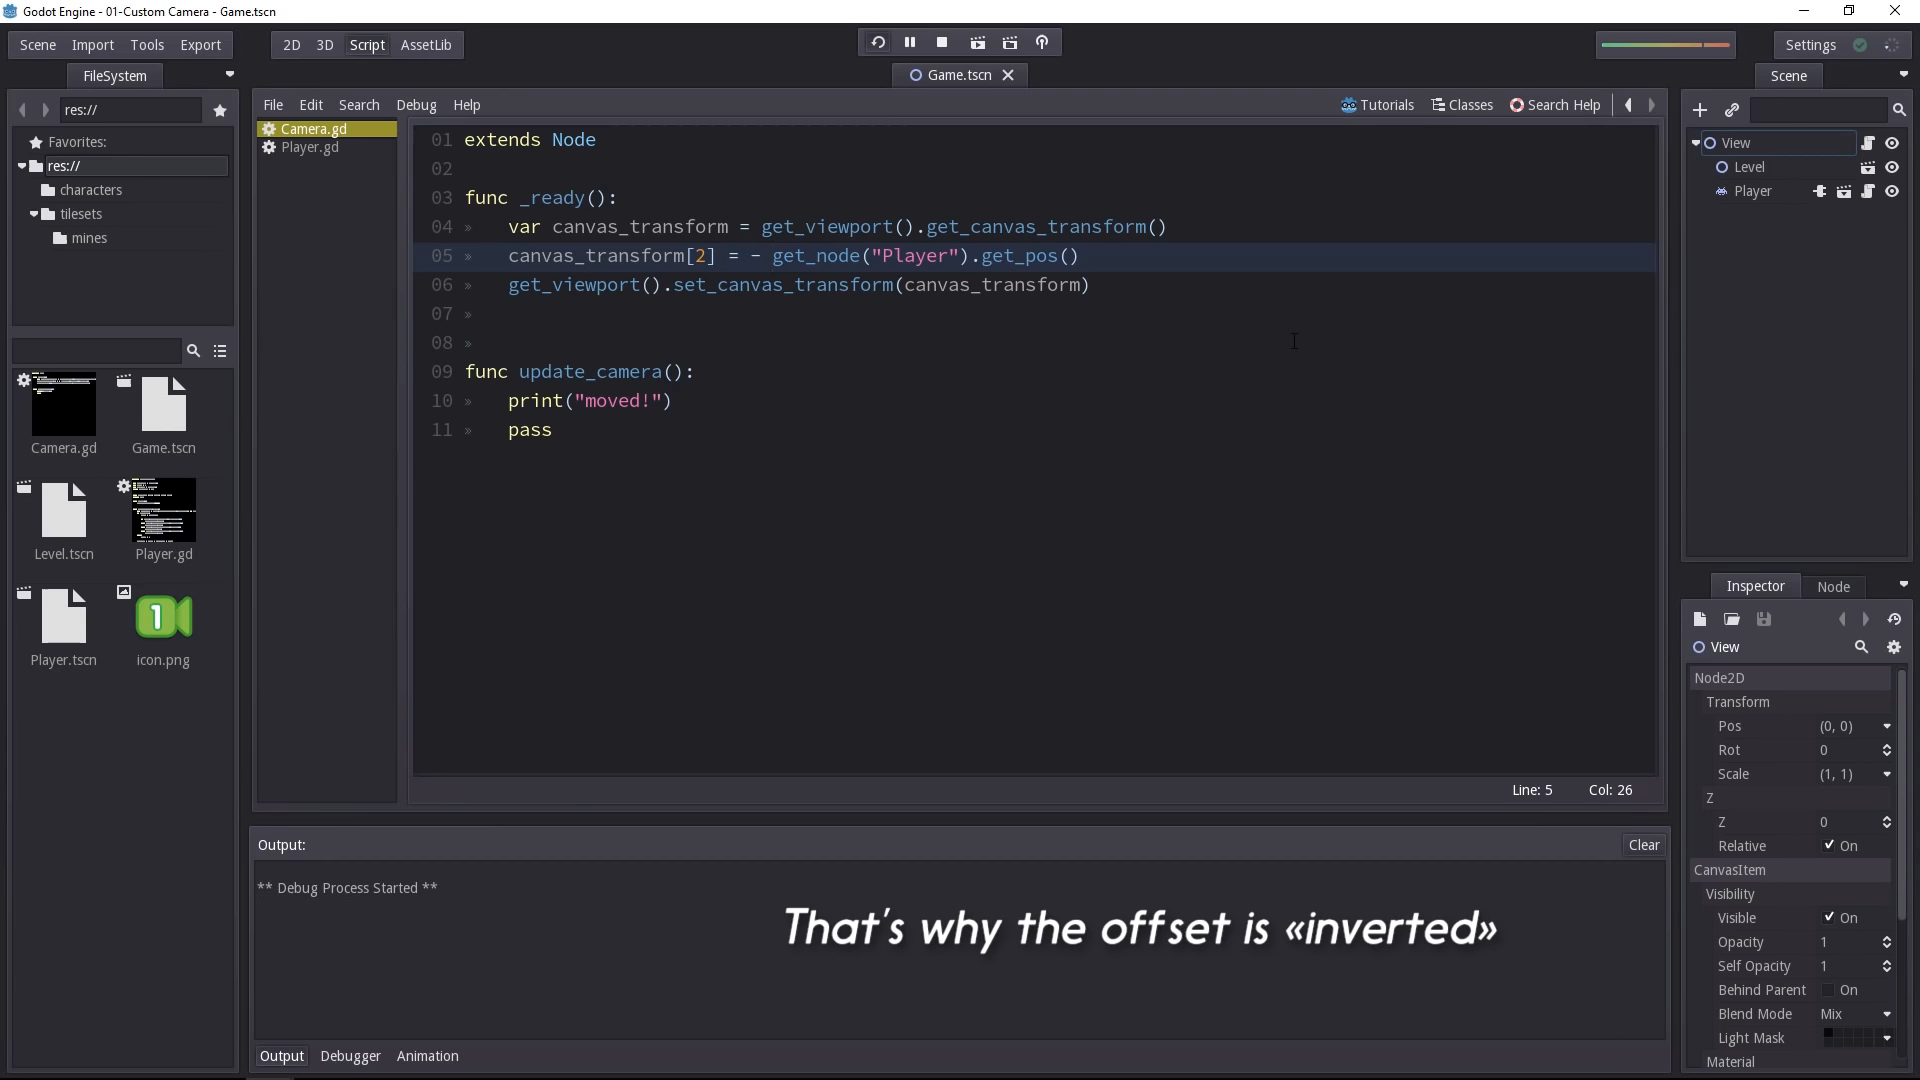 Godot Engine - 01-Custom Camera - Game.tscn
Scene Import Tools Export
2D 3D Script AssetLib
Settings
FileSystem
Game.tscn
Scene
res://
File Edit Search Debug Help
Tutorials Classes Search Help
Favorites:
res://
characters
tilesets
mines
Camera.gd
Player.gd
01 extends Node
02
03 func _ready():
04 » var canvas_transform = get_viewport().get_canvas_transform()
05 » canvas_transform[2] = - get_node("Player").get_pos()
06 » get_viewport().set_canvas_transform(canvas_transform)
07 »
08 »
09 func update_camera():
10 » print("moved!")
11 » pass
Line: 5 Col: 26
Camera.gd
Game.tscn
Level.tscn
Player.gd
Player.tscn
1
icon.png
View
Level
Player
Inspector Node
View
Node2D
Transform
Pos (0, 0)
Rot 0
Scale (1, 1)
Z
Z 0
Relative On
CanvasItem
Visibility
Visible On
Opacity 1
Self Opacity 1
Behind Parent On
Blend Mode Mix
Light Mask
Material
Output:
Clear
** Debug Process Started **
That's why the offset is «inverted»
Output Debugger Animation